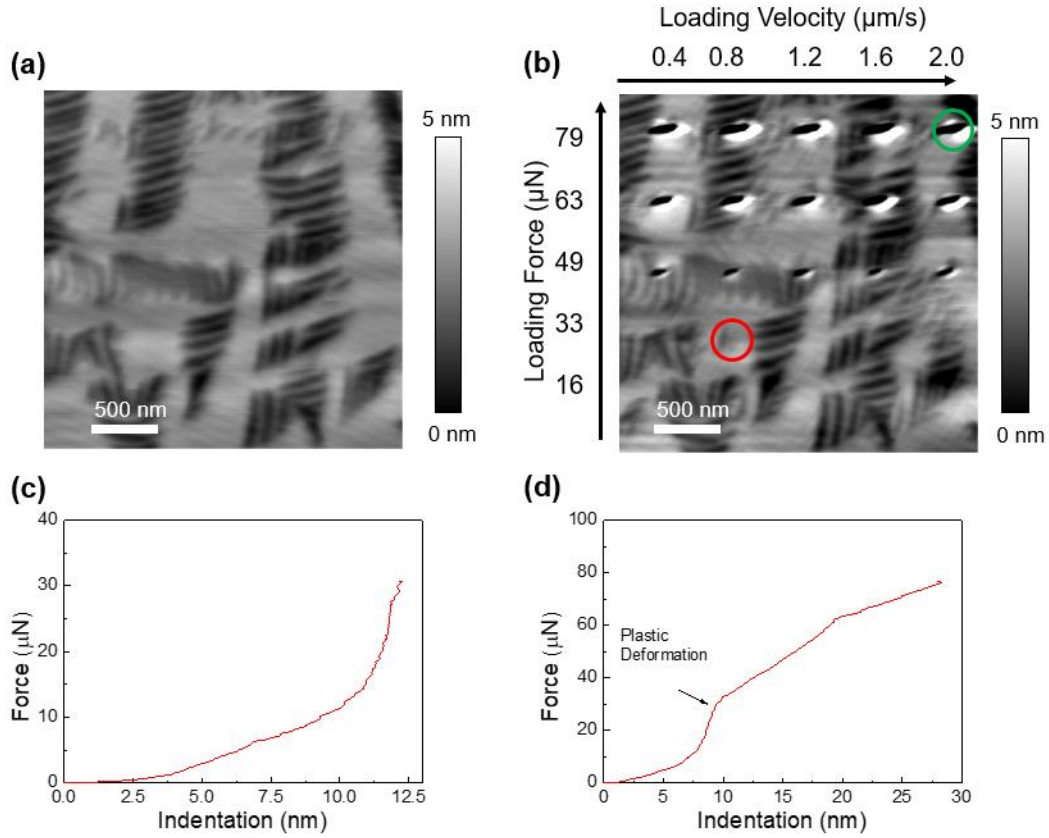 Loading Velocity (µm/s)
(a)
(b)
0.4 0.8 1.2 1.6 2.0
5 nm
0 nm
500 nm
Loading Force (µN)
79
63
49
33
16
5 nm
0 nm
500 nm
(c)
40
30
20
10
0
Force (µN)
0.0 2.5 5.0 7.5 10.0 12.5
Indentation (nm)
(d)
100
80
60
40
20
0
Force (µN)
Plastic
Deformation
0 5 10 15 20 25 30
Indentation (nm)